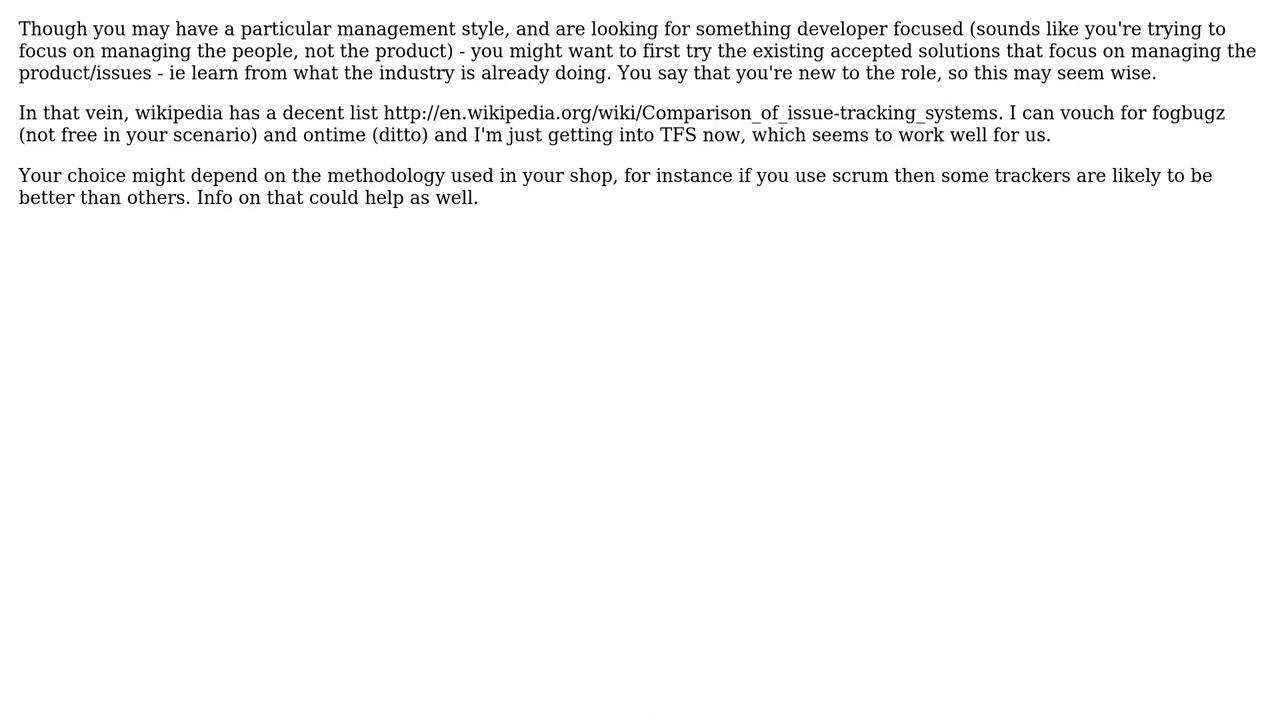 Though you may have a particular management style, and are looking for something developer focused (sounds like you're trying to
focus on managing the people, not the product) - you might want to first try the existing accepted solutions that focus on managing the
product/issues - ie learn from what the industry is already doing. You say that you're new to the role, so this may seem wise.
In that vein, wikipedia has a decent list http://en.wikipedia.org/wiki/Comparison_of_issue-tracking_systems. I can vouch for fogbugz
(not free in your scenario) and ontime (ditto) and I'm just getting into TFS now, which seems to work well for us.
Your choice might depend on the methodology used in your shop, for instance if you use scrum then some trackers are likely to be
better than others. Info on that could help as well.